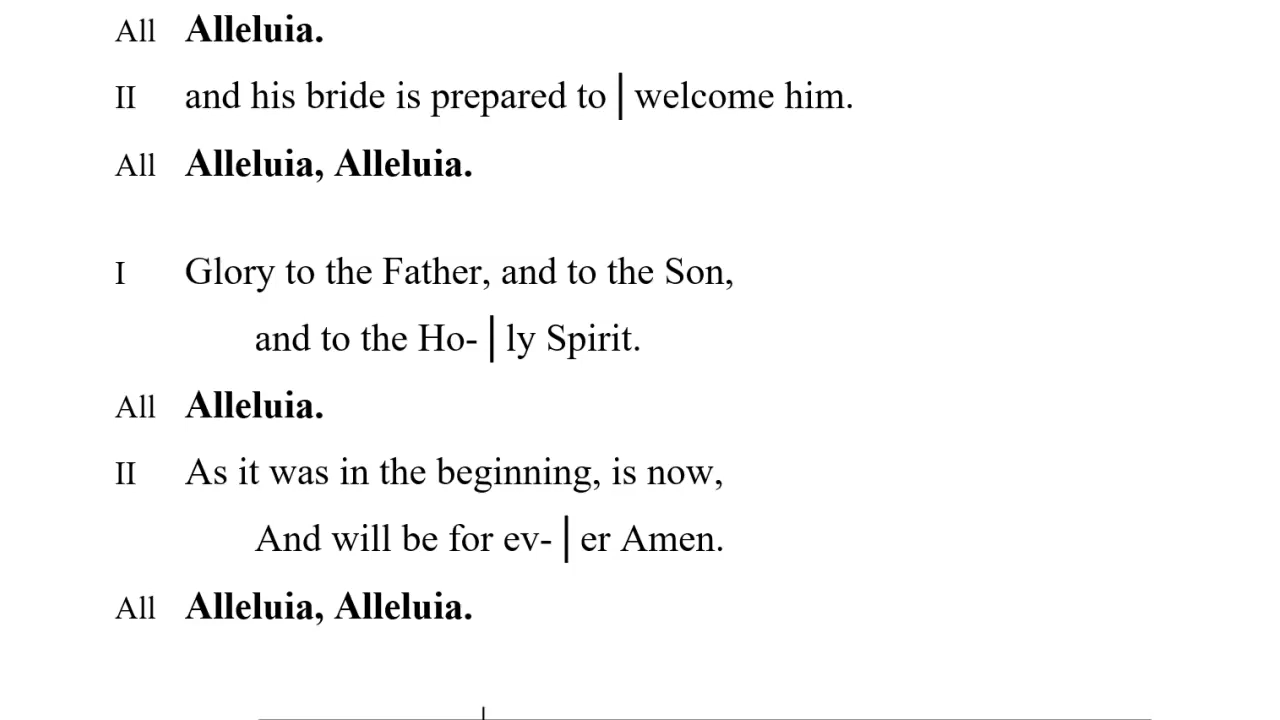 All Alleluia.
II and his bride is prepared to | welcome him.
All Alleluia, Alleluia.
I Glory to the Father, and to the Son,
and to the Ho- | ly Spirit.
All Alleluia.
II As it was in the beginning, is now,
And will be for ev- | er Amen.
All Alleluia, Alleluia.